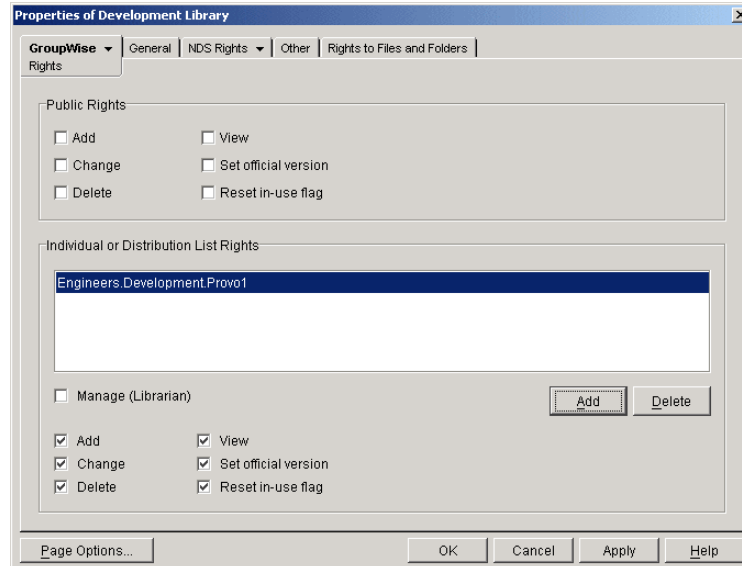 Properties of Development Library
GroupWise General NDS Rights Other Rights to Files and Folders
Rights
Public Rights
Add View
Change Set official version
Delete Reset in-use flag
Individual or Distribution List Rights
Engineers.Development.Provo1
Manage (Librarian)
Add Delete
Add View
Change Set official version
Delete Reset in-use flag
Page Options... OK Cancel Apply Help